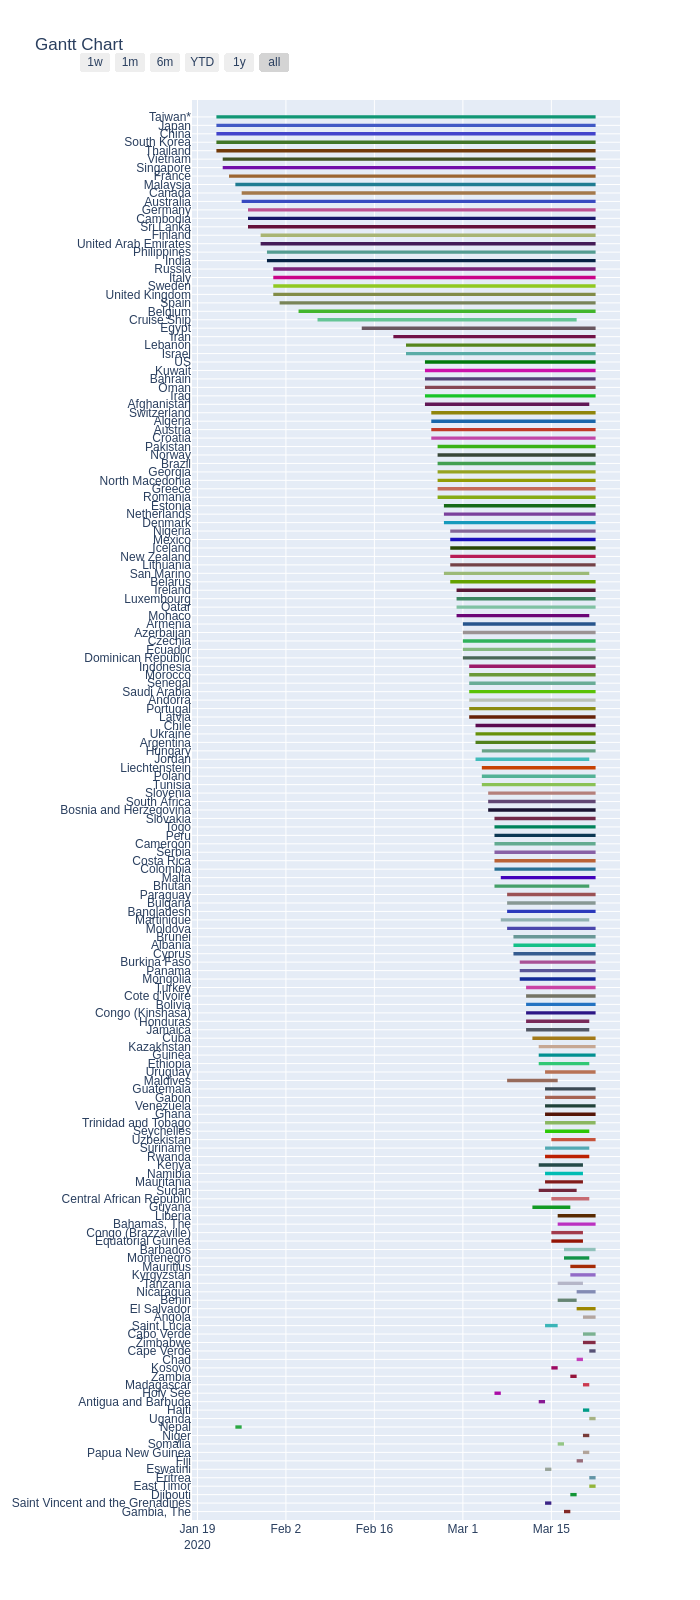 Gantt Chart
1w 1m 6m YTD 1y all
Taiwan*
Japan
China
South Korea
Thailand
Vietnam
Singapore
France
Malaysia
Canada
Australia
Germany
Cambodia
Sri Lanka
Finland
United Arab Emirates
Philippines
India
Russia
Italy
Sweden
United Kingdom
Spain
Belgium
Cruise Ship
Egypt
Iran
Lebanon
Israel
US
Kuwait
Bahrain
Oman
Iraq
Afghanistan
Switzerland
Algeria
Austria
Croatia
Pakistan
Norway
Brazil
Georgia
North Macedonia
Greece
Romania
Estonia
Netherlands
Denmark
Nigeria
Mexico
Iceland
New Zealand
Lithuania
San Marino
Belarus
Ireland
Luxembourg
Qatar
Monaco
Armenia
Azerbaijan
Czechia
Ecuador
Dominican Republic
Indonesia
Morocco
Senegal
Saudi Arabia
Andorra
Portugal
Latvia
Chile
Ukraine
Argentina
Hungary
Jordan
Liechtenstein
Poland
Tunisia
Slovenia
South Africa
Bosnia and Herzegovina
Slovakia
Togo
Peru
Cameroon
Serbia
Costa Rica
Colombia
Malta
Bhutan
Paraguay
Bulgaria
Bangladesh
Martinique
Moldova
Brunei
Albania
Cyprus
Burkina Faso
Panama
Mongolia
Turkey
Cote d'Ivoire
Bolivia
Congo (Kinshasa)
Honduras
Jamaica
Cuba
Kazakhstan
Guinea
Ethiopia
Uruguay
Maldives
Guatemala
Gabon
Venezuela
Ghana
Trinidad and Tobago
Seychelles
Uzbekistan
Suriname
Rwanda
Kenya
Namibia
Mauritania
Sudan
Central African Republic
Guyana
Liberia
Bahamas, The
Congo (Brazzaville)
Equatorial Guinea
Barbados
Montenegro
Mauritius
Kyrgyzstan
Tanzania
Nicaragua
Benin
El Salvador
Angola
Saint Lucia
Cabo Verde
Zimbabwe
Cape Verde
Chad
Kosovo
Zambia
Madagascar
Holy See
Antigua and Barbuda
Haiti
Uganda
Nepal
Niger
Somalia
Papua New Guinea
Fiji
Eswatini
Eritrea
East Timor
Djibouti
Saint Vincent and the Grenadines
Gambia, The
Jan 19 Feb 2 Feb 16 Mar 1 Mar 15
2020